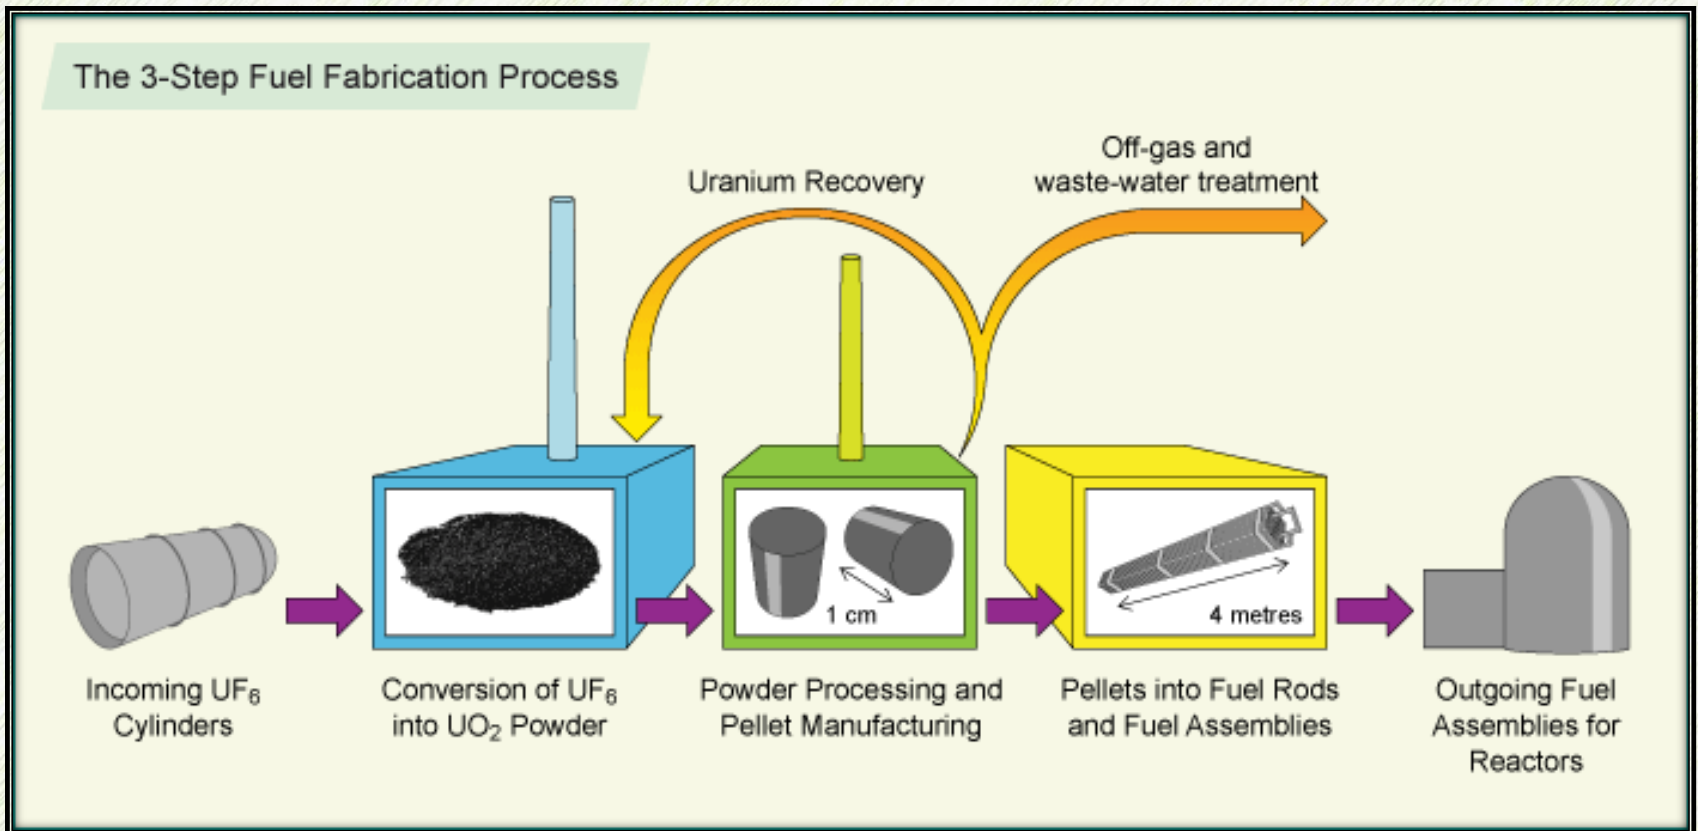 The 3-Step Fuel Fabrication Process
Off-gas and
waste-water treatment
Uranium Recovery
1 cm
4 metres
Incoming UF₆
Cylinders
Conversion of UF₆
into UO₂ Powder
Powder Processing and
Pellet Manufacturing
Pellets into Fuel Rods
and Fuel Assemblies
Outgoing Fuel
Assemblies for
Reactors